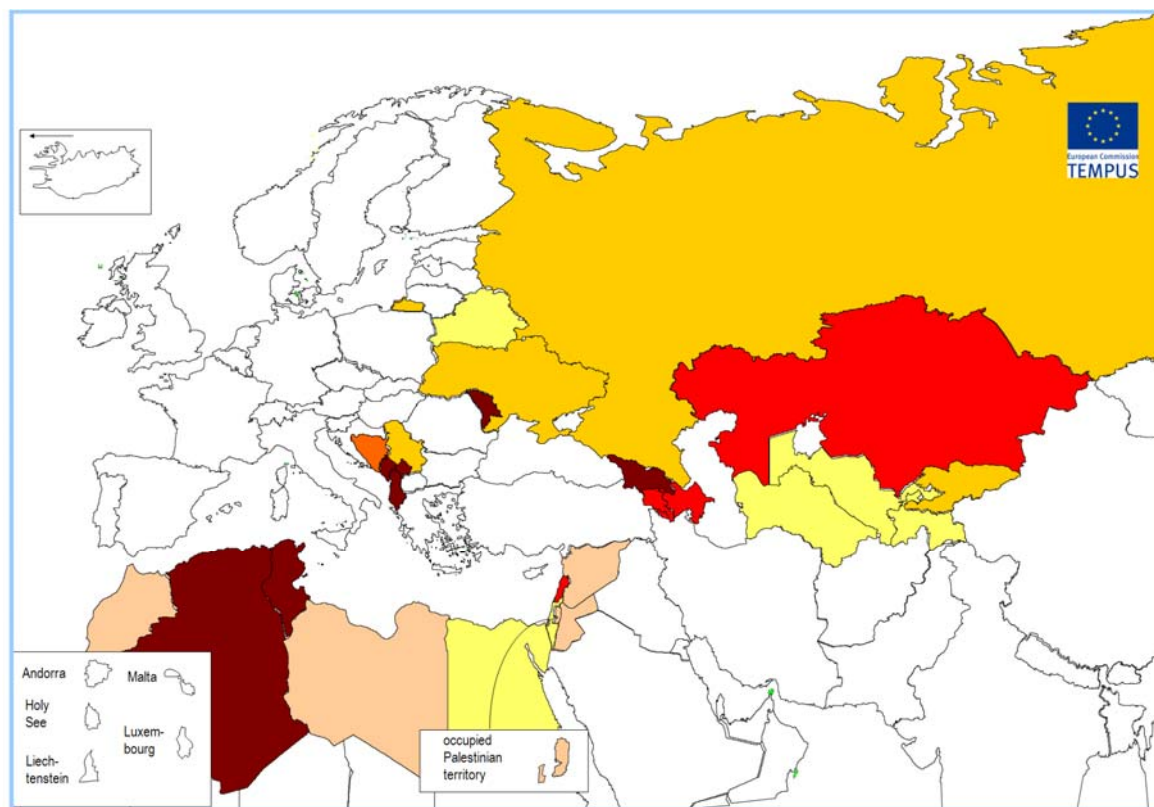 European Commission
TEMPUS
Andorra
Malta
Holy
See
Luxem-
bourg
Liech-
tenstein
occupied
Palestinian
territory